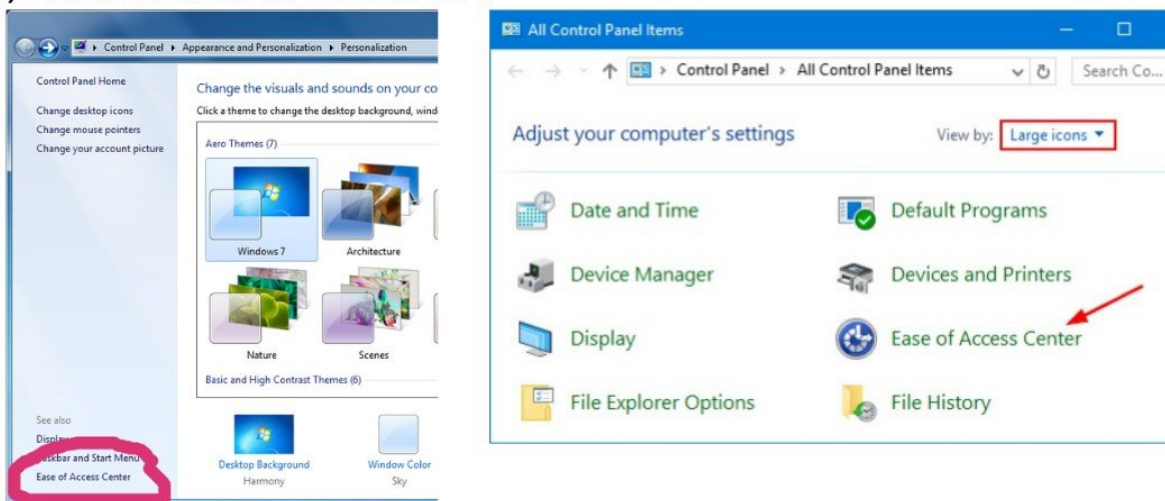 Control Panel ▸ Appearance and Personalization ▸ Personalization
Control Panel Home
Change desktop icons
Change mouse pointers
Change your account picture
Change the visuals and sounds on your co
Click a theme to change the desktop background, wind
Aero Themes (7)
Windows 7
Architecture
Nature
Scenes
Basic and High Contrast Themes (6)
See also
Display
Taskbar and Start Menu
Ease of Access Center
Desktop Background
Harmony
Window Color
Sky
All Control Panel Items
Control Panel > All Control Panel Items
Search Co...
Adjust your computer's settings
View by: Large icons
Date and Time
Default Programs
Device Manager
Devices and Printers
Display
Ease of Access Center
File Explorer Options
File History